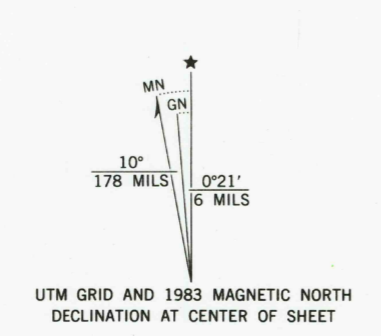 MN
GN
10°
178 MILS
0°21′
6 MILS
UTM GRID AND 1983 MAGNETIC NORTH
DECLINATION AT CENTER OF SHEET